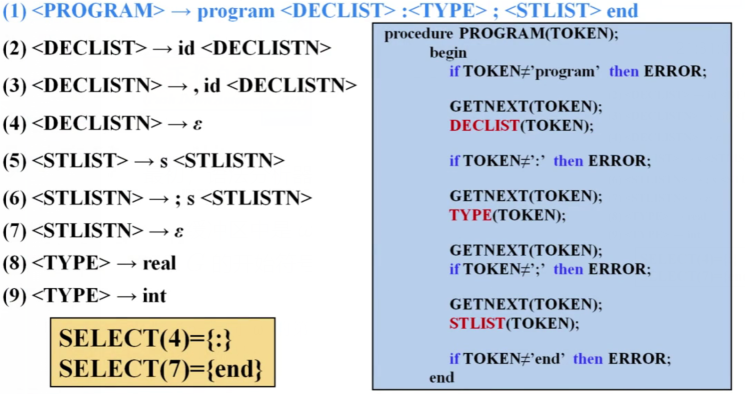 (1) <PROGRAM> → program <DECLIST> :<TYPE> ; <STLIST> end
(2) <DECLIST> → id <DECLISTN>
(3) <DECLISTN> → , id <DECLISTN>
(4) <DECLISTN> → ε
(5) <STLIST> → s <STLISTN>
(6) <STLISTN> → ; s <STLISTN>
(7) <STLISTN> → ε
(8) <TYPE> → real
(9) <TYPE> → int
SELECT(4)={:}
SELECT(7)={end}
procedure PROGRAM(TOKEN);
begin
if TOKEN≠'program' then ERROR;
GETNEXT(TOKEN);
DECLIST(TOKEN);
if TOKEN≠':' then ERROR;
GETNEXT(TOKEN);
TYPE(TOKEN);
GETNEXT(TOKEN);
if TOKEN≠';' then ERROR;
GETNEXT(TOKEN);
STLIST(TOKEN);
if TOKEN≠'end' then ERROR;
end